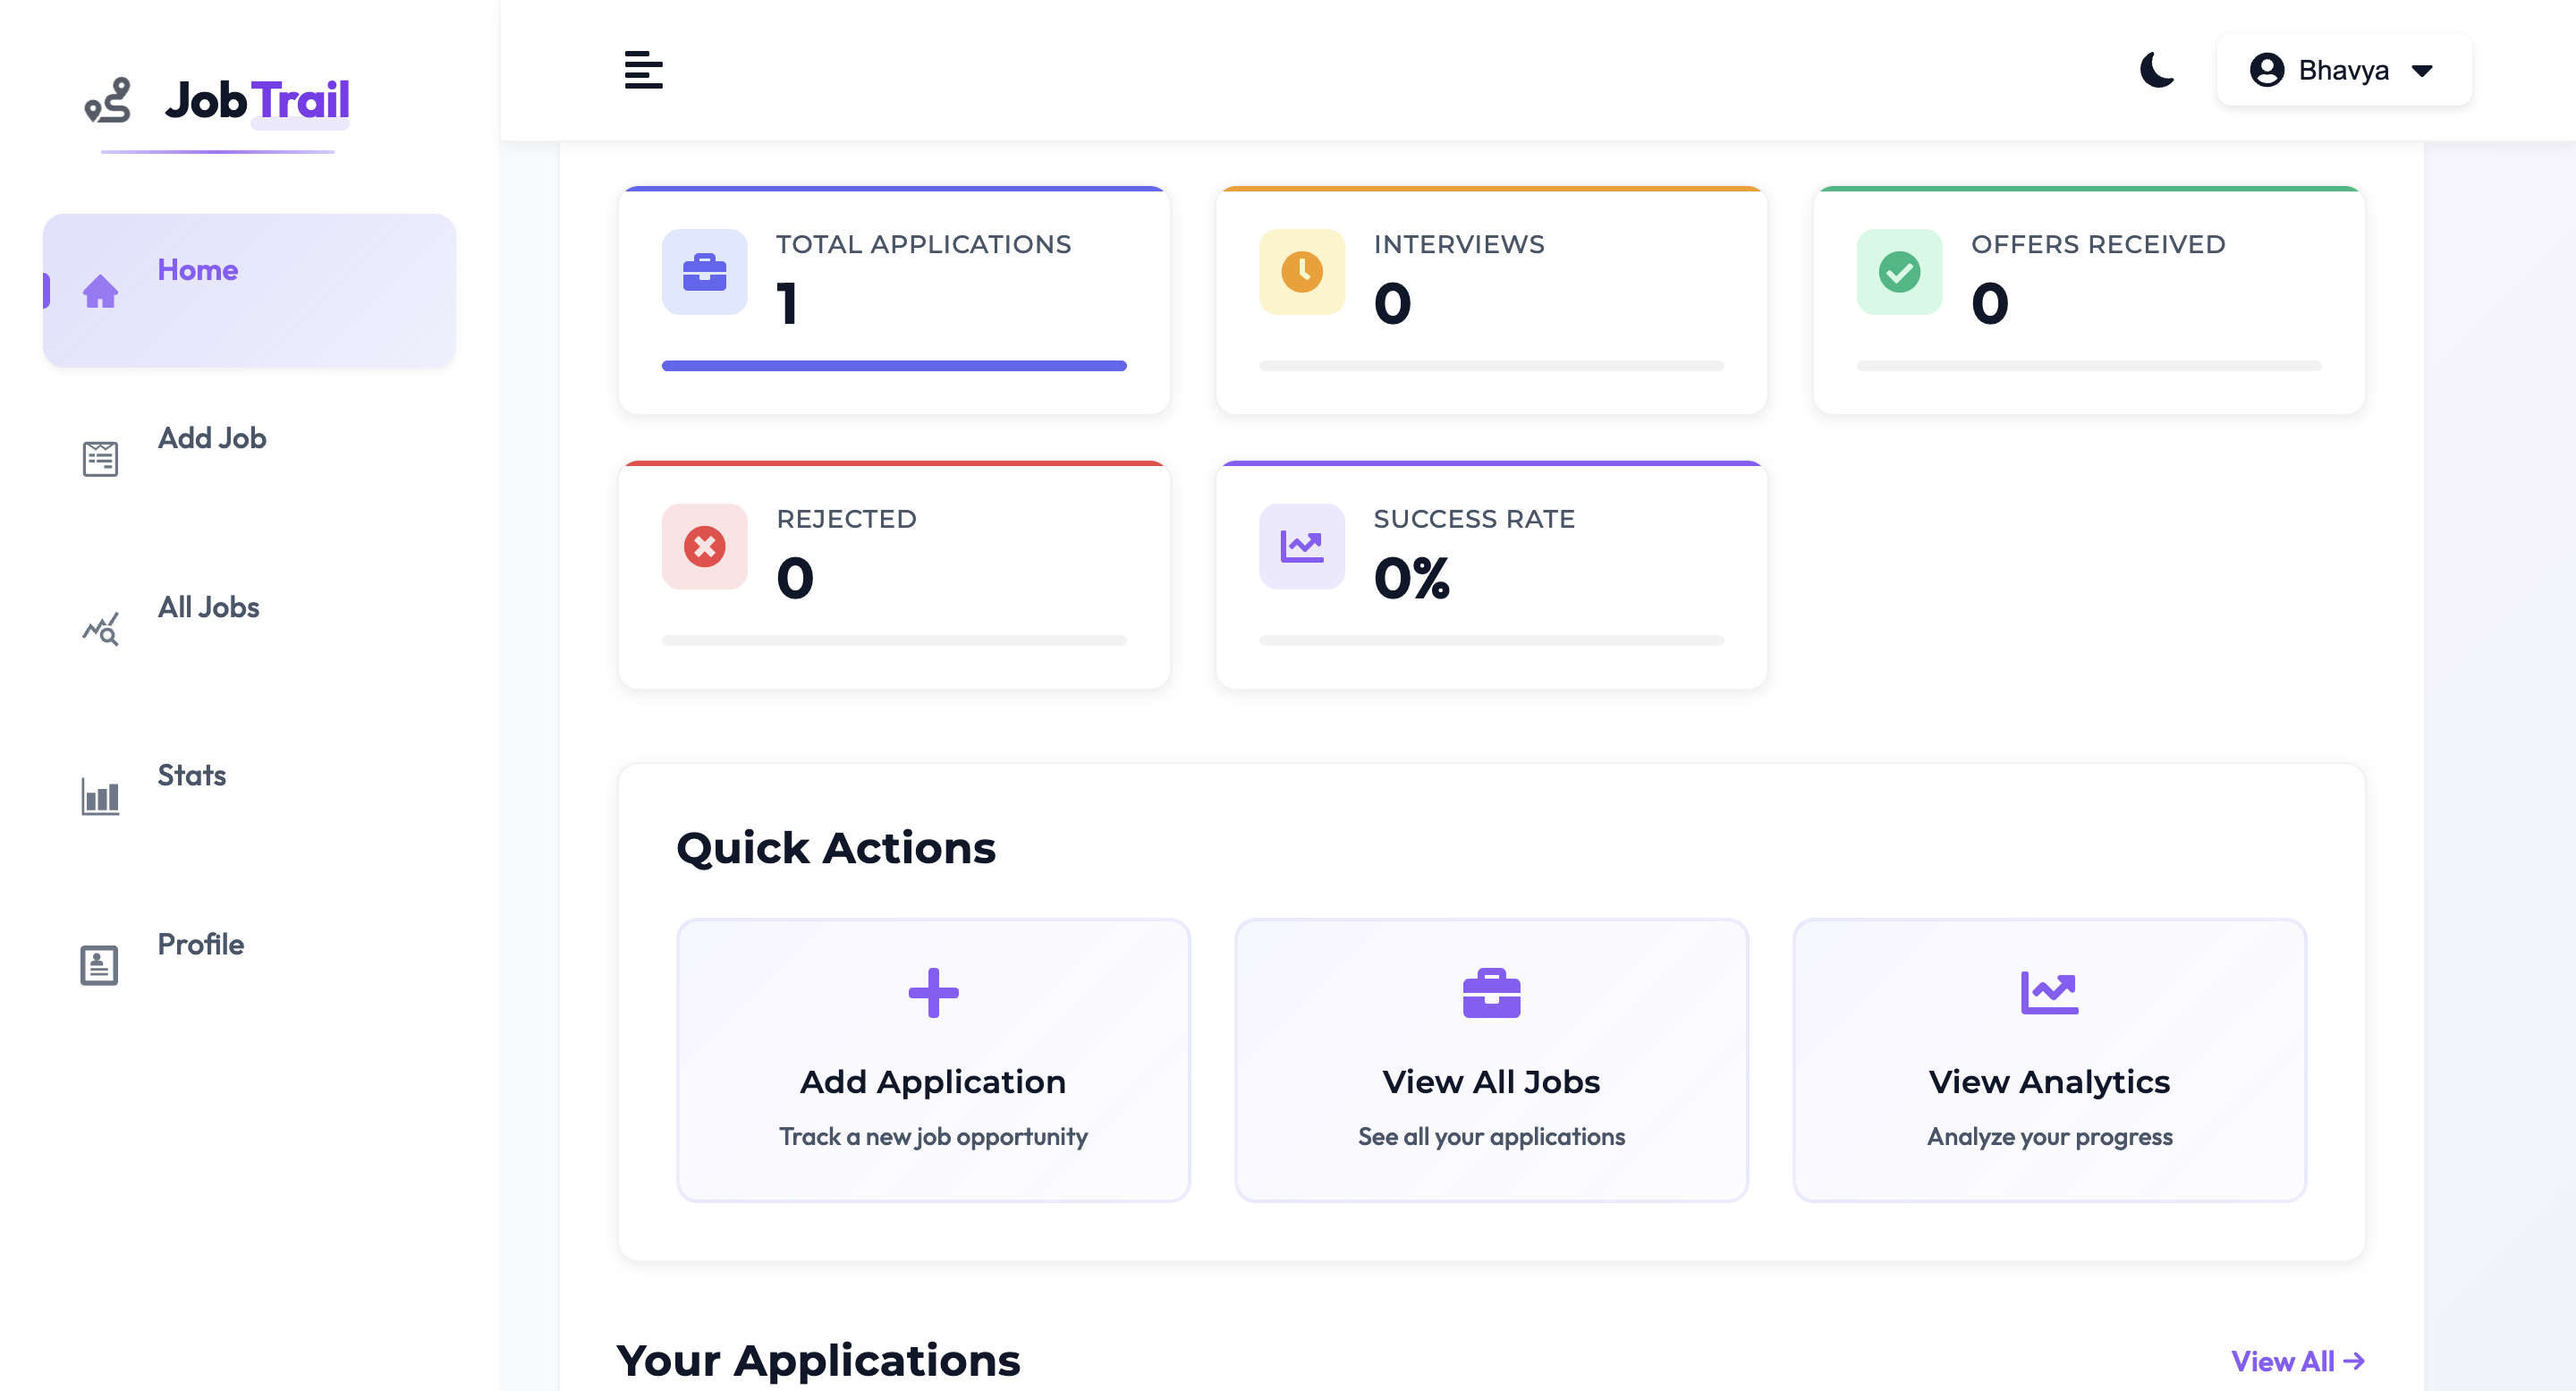 JobTrail
Bhavya
Home
Add Job
All Jobs
Stats
Profile
TOTAL APPLICATIONS
1
INTERVIEWS
0
OFFERS RECEIVED
0
REJECTED
0
SUCCESS RATE
0%
Quick Actions
Add Application
Track a new job opportunity
View All Jobs
See all your applications
View Analytics
Analyze your progress
Your Applications
View All →